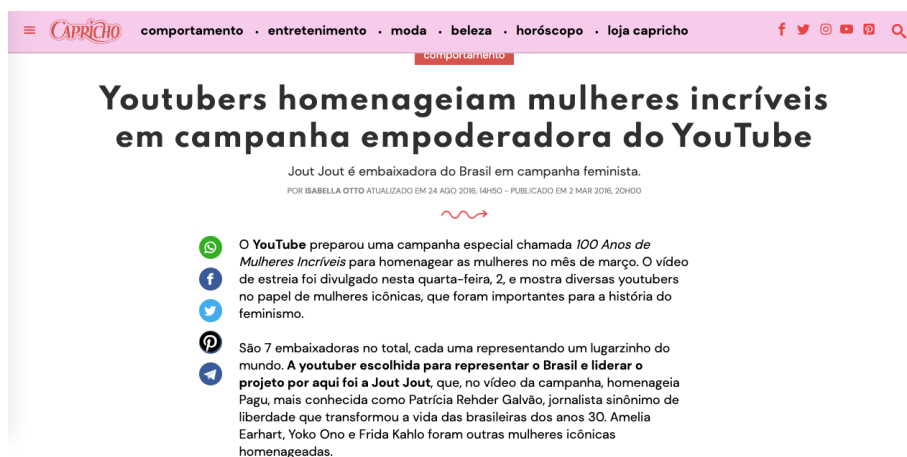 CAPRICHO
comportamento • entretenimento • moda • beleza • horóscopo • loja capricho
comportamento
Youtubers homenageiam mulheres incríveis
em campanha empoderadora do YouTube
Jout Jout é embaixadora do Brasil em campanha feminista.
POR ISABELLA OTTO ATUALIZADO EM 24 AGO 2016, 14H50 - PUBLICADO EM 2 MAR 2016, 20H00
O YouTube preparou uma campanha especial chamada 100 Anos de
Mulheres Incríveis para homenagear as mulheres no mês de março. O vídeo
de estreia foi divulgado nesta quarta-feira, 2, e mostra diversas youtubers
no papel de mulheres icônicas, que foram importantes para a história do
feminismo.
São 7 embaixadoras no total, cada uma representando um lugarzinho do
mundo. A youtuber escolhida para representar o Brasil e liderar o
projeto por aqui foi a Jout Jout, que, no vídeo da campanha, homenageia
Pagu, mais conhecida como Patrícia Rehder Galvão, jornalista sinônimo de
liberdade que transformou a vida das brasileiras dos anos 30. Amelia
Earhart, Yoko Ono e Frida Kahlo foram outras mulheres icônicas
homenageadas.